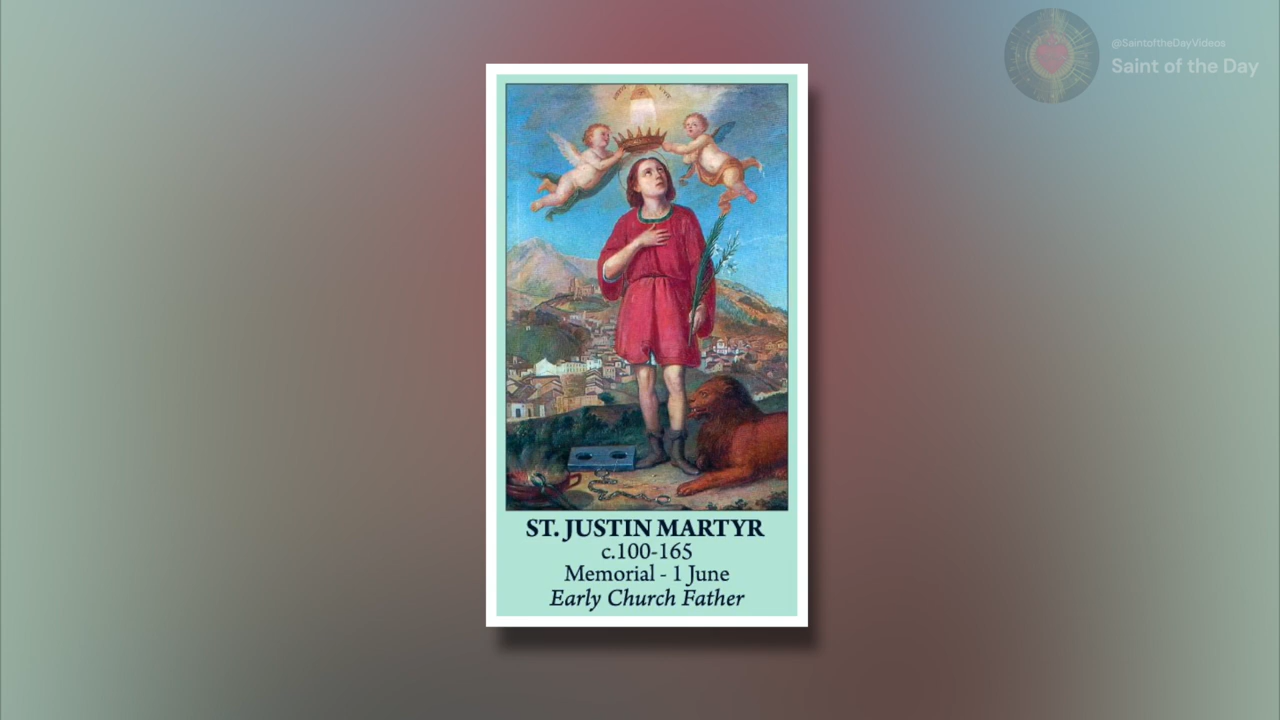 @SaintoftheDayVideos
Saint of the Day
ST. JUSTIN MARTYR
c.100-165
Memorial - 1 June
Early Church Father